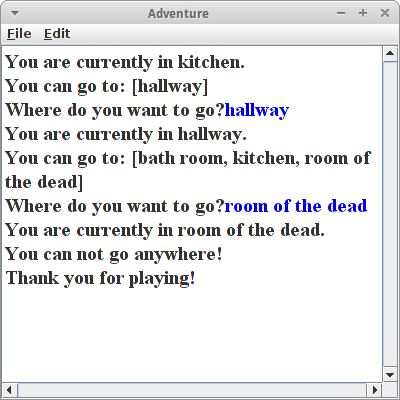 Adventure
File Edit
You are currently in kitchen.
You can go to: [hallway]
Where do you want to go?hallway
You are currently in hallway.
You can go to: [bath room, kitchen, room of
the dead]
Where do you want to go?room of the dead
You are currently in room of the dead.
You can not go anywhere!
Thank you for playing!